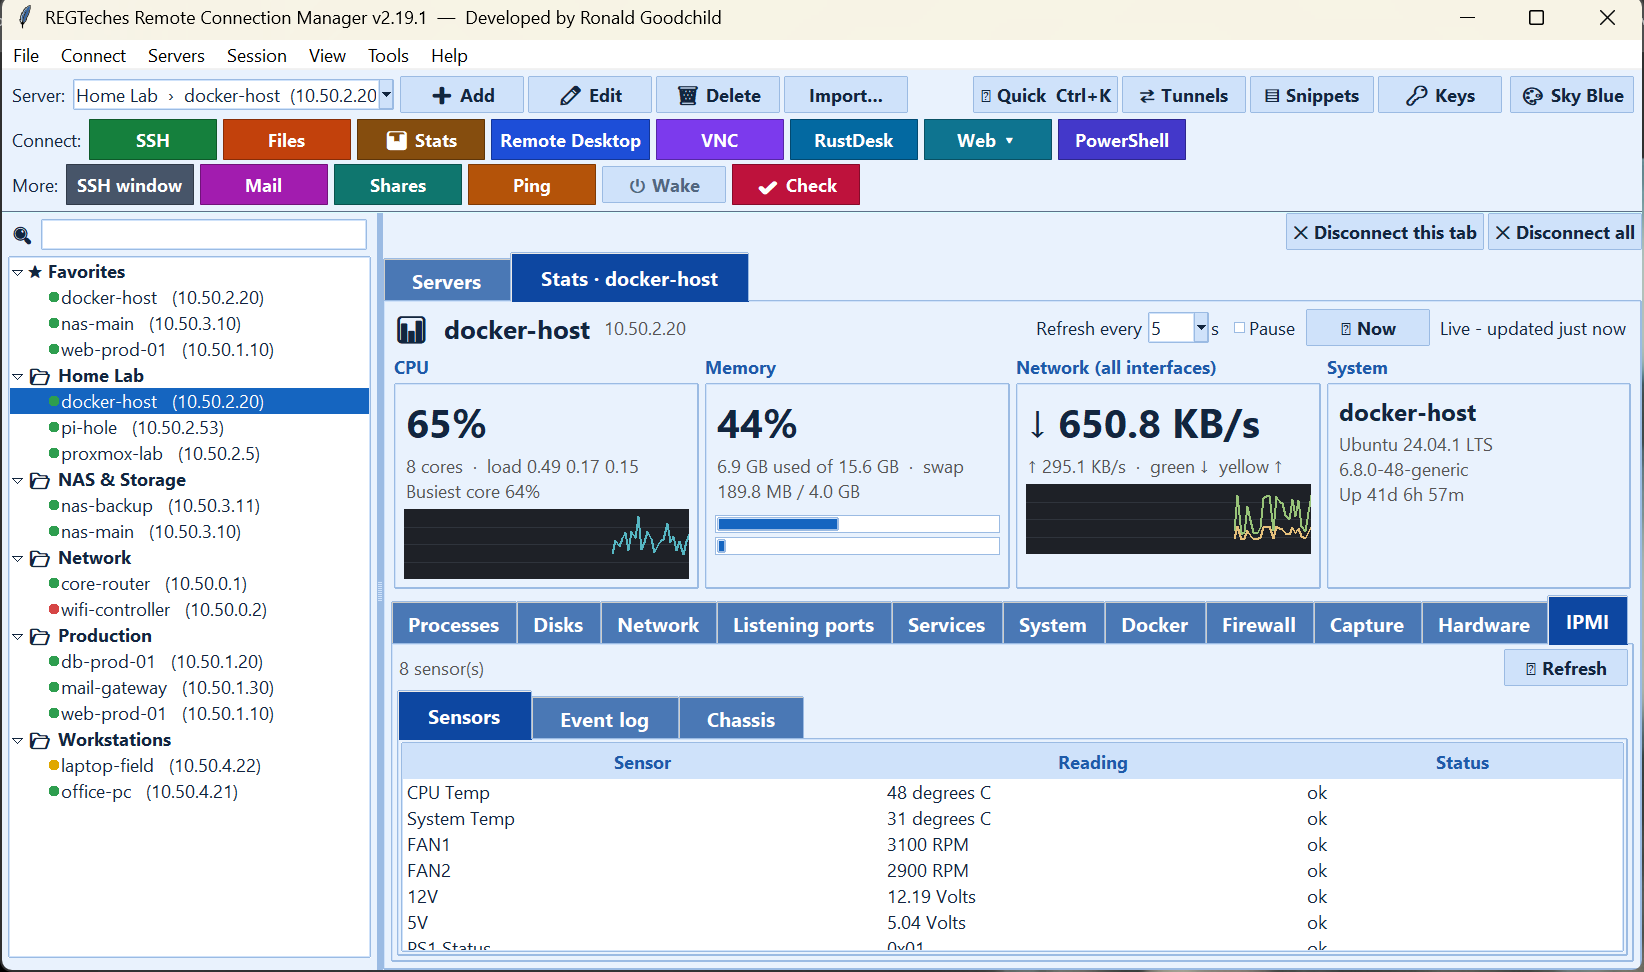 REGTeches Remote Connection Manager v2.19.1 — Developed by Ronald Goodchild
File Connect Servers Session View Tools Help
Server: Home Lab › docker-host (10.50.2.20 Add Edit Delete Import... Quick Ctrl+K Tunnels Snippets Keys Sky Blue
Connect: SSH Files Stats Remote Desktop VNC RustDesk Web PowerShell
More: SSH window Mail Shares Ping Wake Check
Disconnect this tab Disconnect all
Favorites
docker-host (10.50.2.20)
nas-main (10.50.3.10)
web-prod-01 (10.50.1.10)
Home Lab
docker-host (10.50.2.20)
pi-hole (10.50.2.53)
proxmox-lab (10.50.2.5)
NAS & Storage
nas-backup (10.50.3.11)
nas-main (10.50.3.10)
Network
core-router (10.50.0.1)
wifi-controller (10.50.0.2)
Production
db-prod-01 (10.50.1.20)
mail-gateway (10.50.1.30)
web-prod-01 (10.50.1.10)
Workstations
laptop-field (10.50.4.22)
office-pc (10.50.4.21)
Servers Stats · docker-host
docker-host 10.50.2.20 Refresh every 5 s Pause Now Live - updated just now
CPU
65%
8 cores · load 0.49 0.17 0.15
Busiest core 64%
Memory
44%
6.9 GB used of 15.6 GB · swap
189.8 MB / 4.0 GB
Network (all interfaces)
↓ 650.8 KB/s
↑ 295.1 KB/s · green ↓ yellow ↑
System
docker-host
Ubuntu 24.04.1 LTS
6.8.0-48-generic
Up 41d 6h 57m
Processes Disks Network Listening ports Services System Docker Firewall Capture Hardware IPMI
8 sensor(s) Refresh
Sensors Event log Chassis
Sensor Reading Status
CPU Temp 48 degrees C ok
System Temp 31 degrees C ok
FAN1 3100 RPM ok
FAN2 2900 RPM ok
12V 12.19 Volts ok
5V 5.04 Volts ok
PS1 Status 0x01 ok